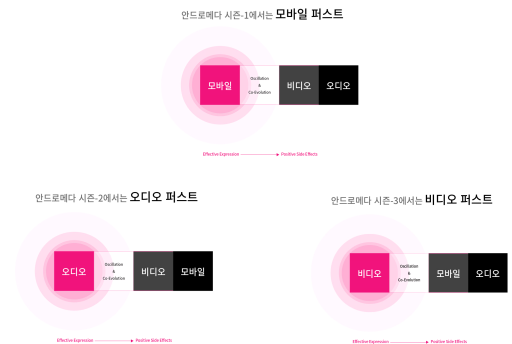 안드로메다 시즌-1에서는 모바일 퍼스트
모바일
Oscillation
&
Co-Evolution
비디오
오디오
Effective Expression
Positive Side Effects
안드로메다 시즌-2에서는 오디오 퍼스트
오디오
Oscillation
&
Co-Evolution
비디오
모바일
Effective Expression
Positive Side Effects
안드로메다 시즌-3에서는 비디오 퍼스트
비디오
Oscillation
&
Co-Evolution
모바일
오디오
Effective Expression
Positive Side Effects